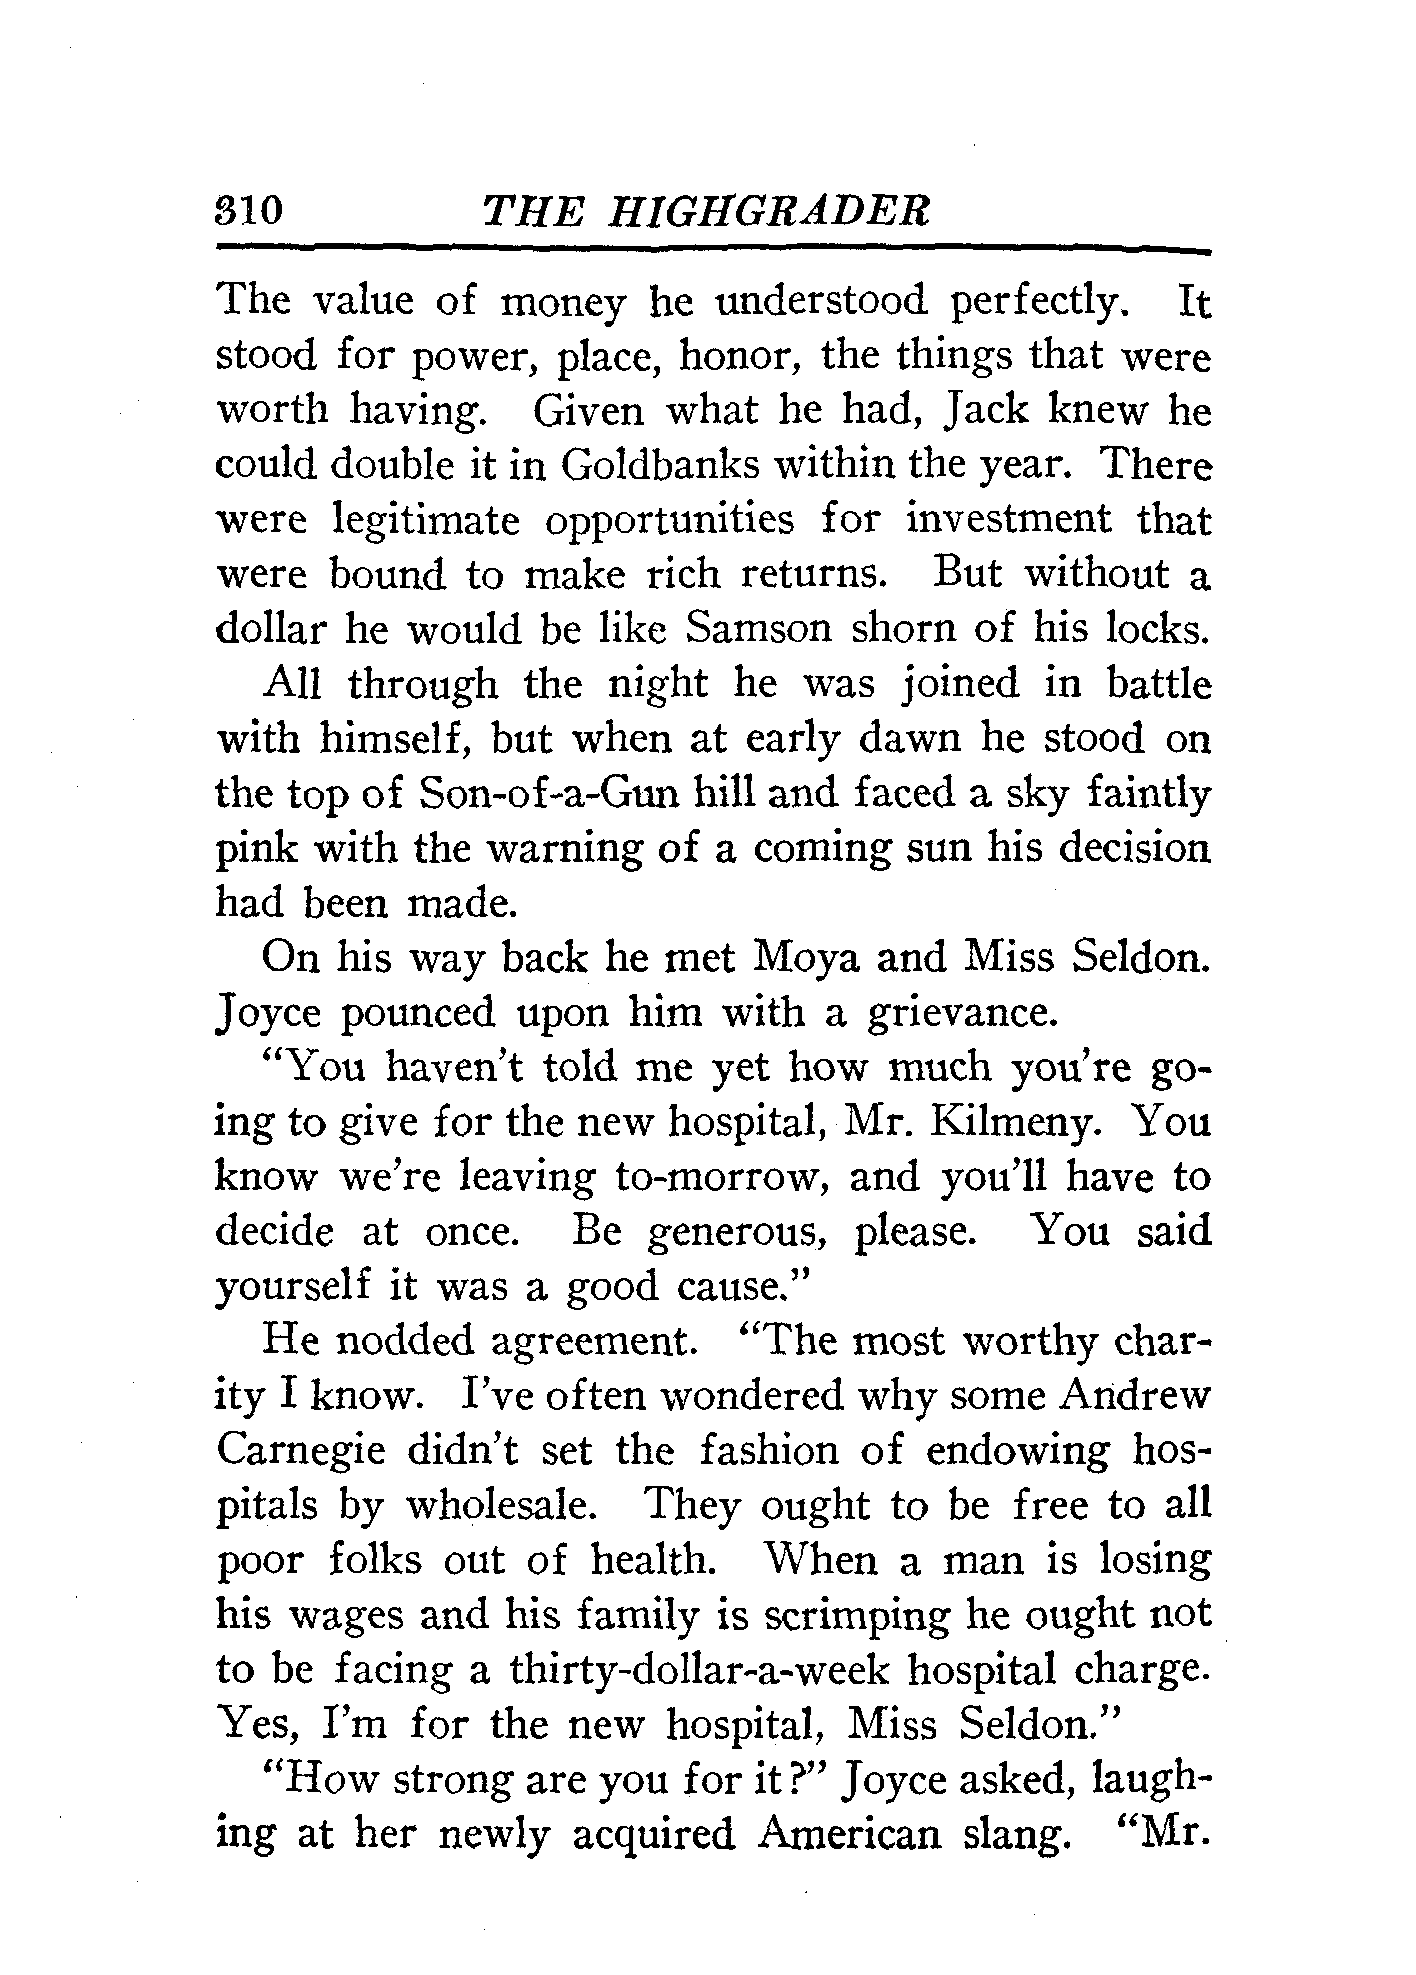 310 THE HIGHGRADER
The value of money he understood perfectly. It
stood for power, place, honor, the things that were
worth having. Given what he had, Jack knew he
could double it in Goldbanks within the year. There
were legitimate opportunities for investment that
were bound to make rich returns. But without a
dollar he would be like Samson shorn of his locks.
All through the night he was joined in battle
with himself, but when at early dawn he stood on
the top of Son-of-a-Gun hill and faced a sky faintly
pink with the warning of a coming sun his decision
had been made.
On his way back he met Moya and Miss Seldon.
Joyce pounced upon him with a grievance.
"You haven't told me yet how much you're go-
ing to give for the new hospital, Mr. Kilmeny. You
know we're leaving to-morrow, and you'll have to
decide at once. Be generous, please. You said
yourself it was a good cause."
He nodded agreement. "The most worthy char-
ity I know. I've often wondered why some Andrew
Carnegie didn't set the fashion of endowing hos-
pitals by wholesale. They ought to be free to all
poor folks out of health. When a man is losing
his wages and his family is scrimping he ought not
to be facing a thirty-dollar-a-week hospital charge.
Yes, I'm for the new hospital, Miss Seldon."
"How strong are you for it?" Joyce asked, laugh-
ing at her newly acquired American slang. "Mr.